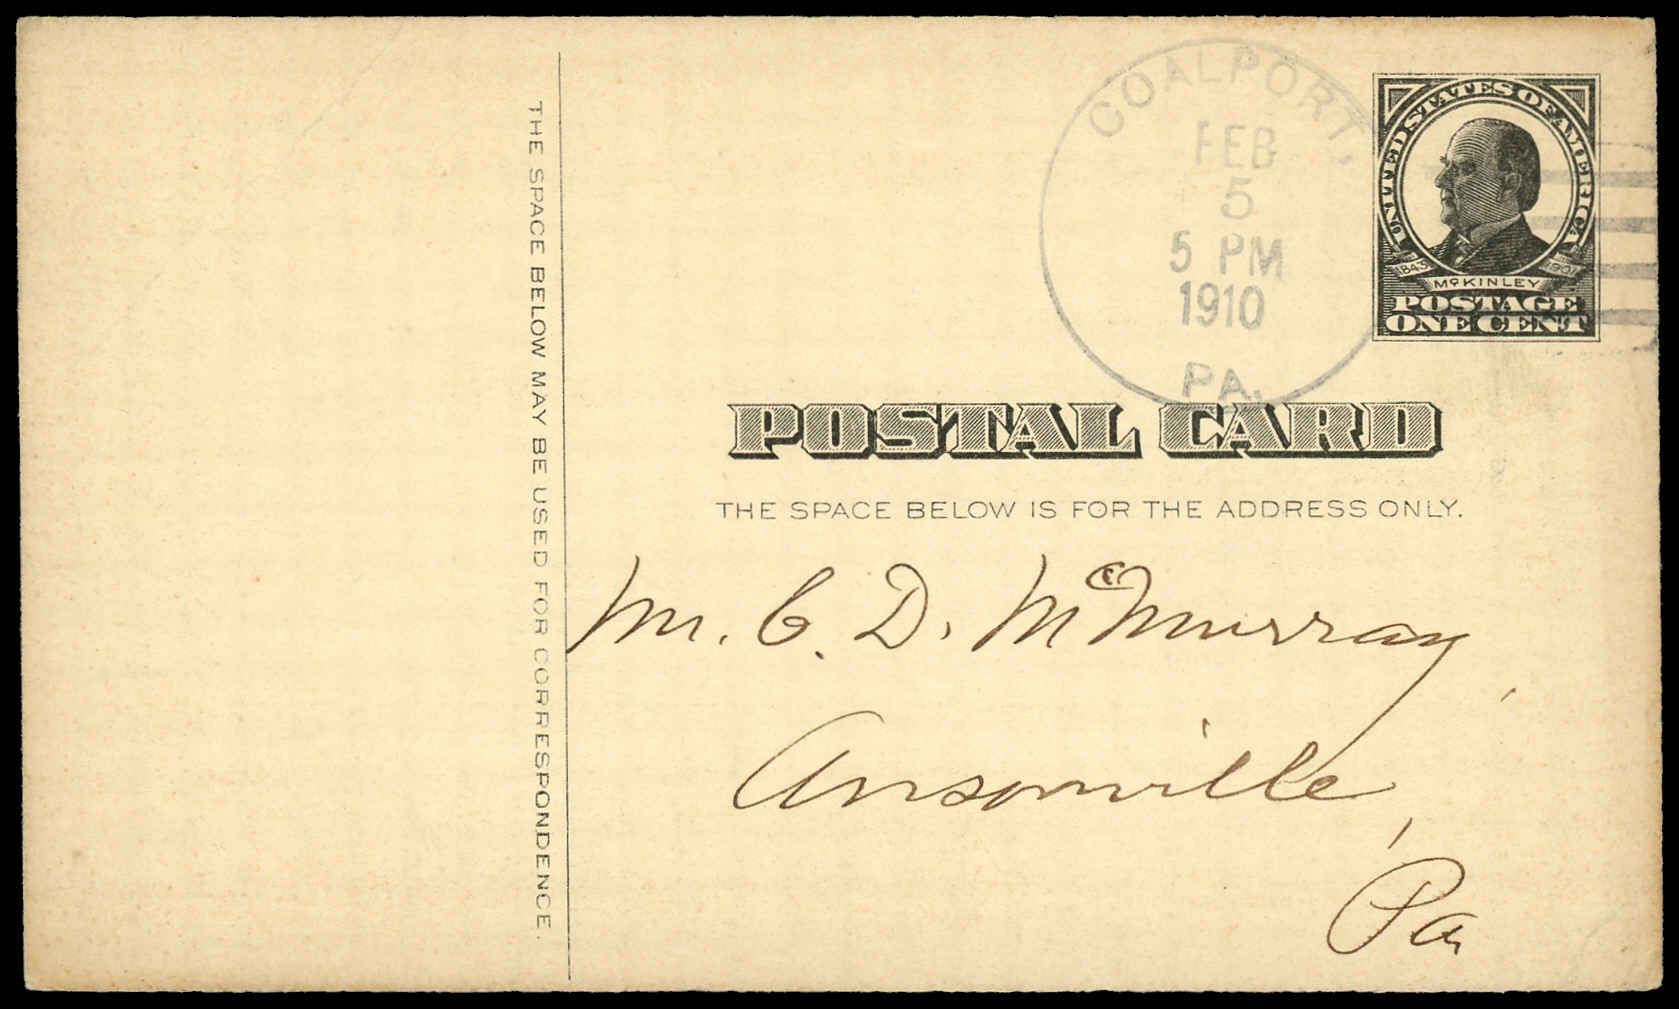 THE SPACE BELOW MAY BE USED FOR CORRESPONDENCE.
COALPORT,
FEB
5
5 PM
1910
PA.
UNITED STATES OF AMERICA
1843 1901
McKINLEY
POSTAGE
ONE CENT
POSTAL CARD
THE SPACE BELOW IS FOR THE ADDRESS ONLY.
Mr. C. D. McMurray
Ansonville,
Pa.